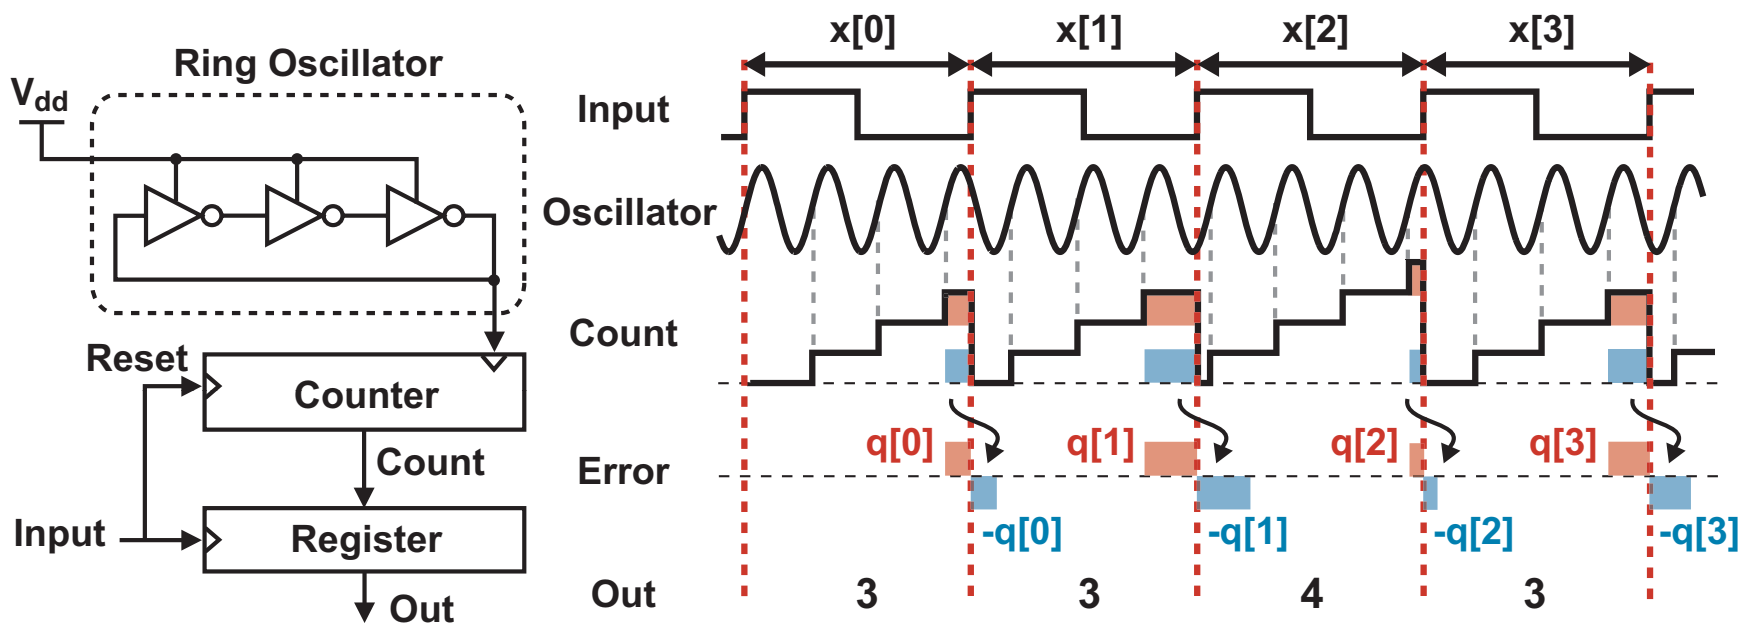 Ring Oscillator
Vdd
Reset
Counter
Count
Input
Register
Out
x[0] x[1] x[2] x[3]
Input
Oscillator
Count
Error
q[0] q[1] q[2] q[3]
-q[0] -q[1] -q[2] -q[3]
Out 3 3 4 3